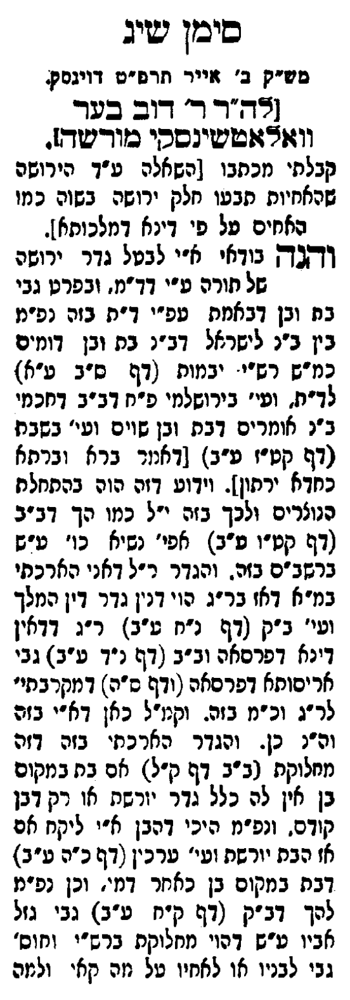 סימן שיג
מש״ק ב׳ אייר תרפ״ט דוינסק.
[לה״ר ר׳ דוב בער
וואלאטשינסקי מורשה].
קבלתי מכתבו [השאלה ע״ד הירושה
שהאחיות תבעו חלק ירושה בשוה כמו
האחים על פי דינא דמלכותא].
והנה בודאי א״י לבטל גדר ירושה
של תורה ע״י דד״מ, ובפרט גבי
בת ובן דבאמת עפ״י ד״ת בזה נפ״מ
בין ב״נ לישראל דב״נ בת ובן דומים
כמ״ש רש״י יבמות (דף ס״ב ע״א)
לד״ת, ועי׳ בירושלמי פ״ח דב״ב דחכמי
ב״נ אומרים דבת ובן שוים ועי׳ בשבת
(דף קט״ז ע״ב) [דאמר ברא וברתא
כחדא ירתון]. וידוע דזה הוה בהתחלת
הנוצרים ולכך בזה י״ל כמו הך דב״ב
(דף קט״ו ע״ב) אפי׳ נשיא כו׳ ע״ש
ברשב״ם בזה, והגדר ר״ל דאני הארכתי
במ״א דאז בר״ג הוי דנין גדר דין המלך
ועי׳ ב״ק (דף נ״ח ע״ב) ר״ג דדאין
דינא דפרסאה וב״ב (דף נ״ד ע״ב) גבי
אריסותא דפרסאה (ודף ס״ה) דמקרבתי׳
לר״ג וכ״מ בזה. וקמ״ל כאן דא״י בזה
וה״נ כן. והגדר הארכתי בזה דזה
מחלוקת (ב״ב דף ק״ל) אם בת במקום
בן אין לה כלל גדר יורשת או רק דבן
קודם, ונפ״מ היכי דהבן א״י ליקח אם
אז הבת יורשת ועי׳ ערכין (דף כ״ה ע״ב)
דבת במקום בן כאחר דמי, וכן נפ״מ
להך דב״ק (דף ק״ח ע״ב) גבי גזל
אביו ע״ש דהוי מחלוקת ברש״י ותוס׳
גבי לבניו או לאחיו על מה קאי ולמה